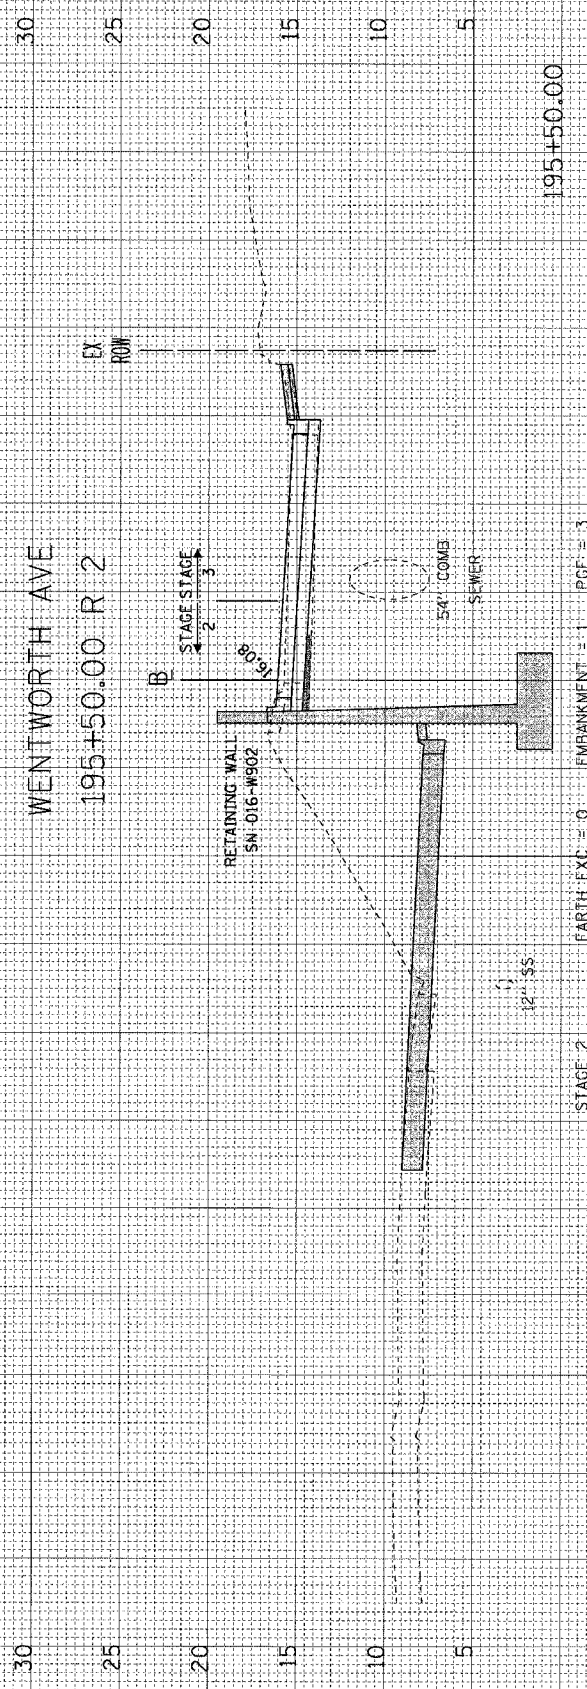 WENTWORTH AVE
195+50.00 R 2
30
25
20
15
10
5
EX
ROW
STAGE STAGE
2 3
B
16.08
RETAINING WALL
SN 016-W902
54" COMB
SEWER
12" SS
30
25
20
15
10
5
195+50.00
STAGE 2 EARTH EXC = 0 EMBANKMENT = 1 PGE = 3